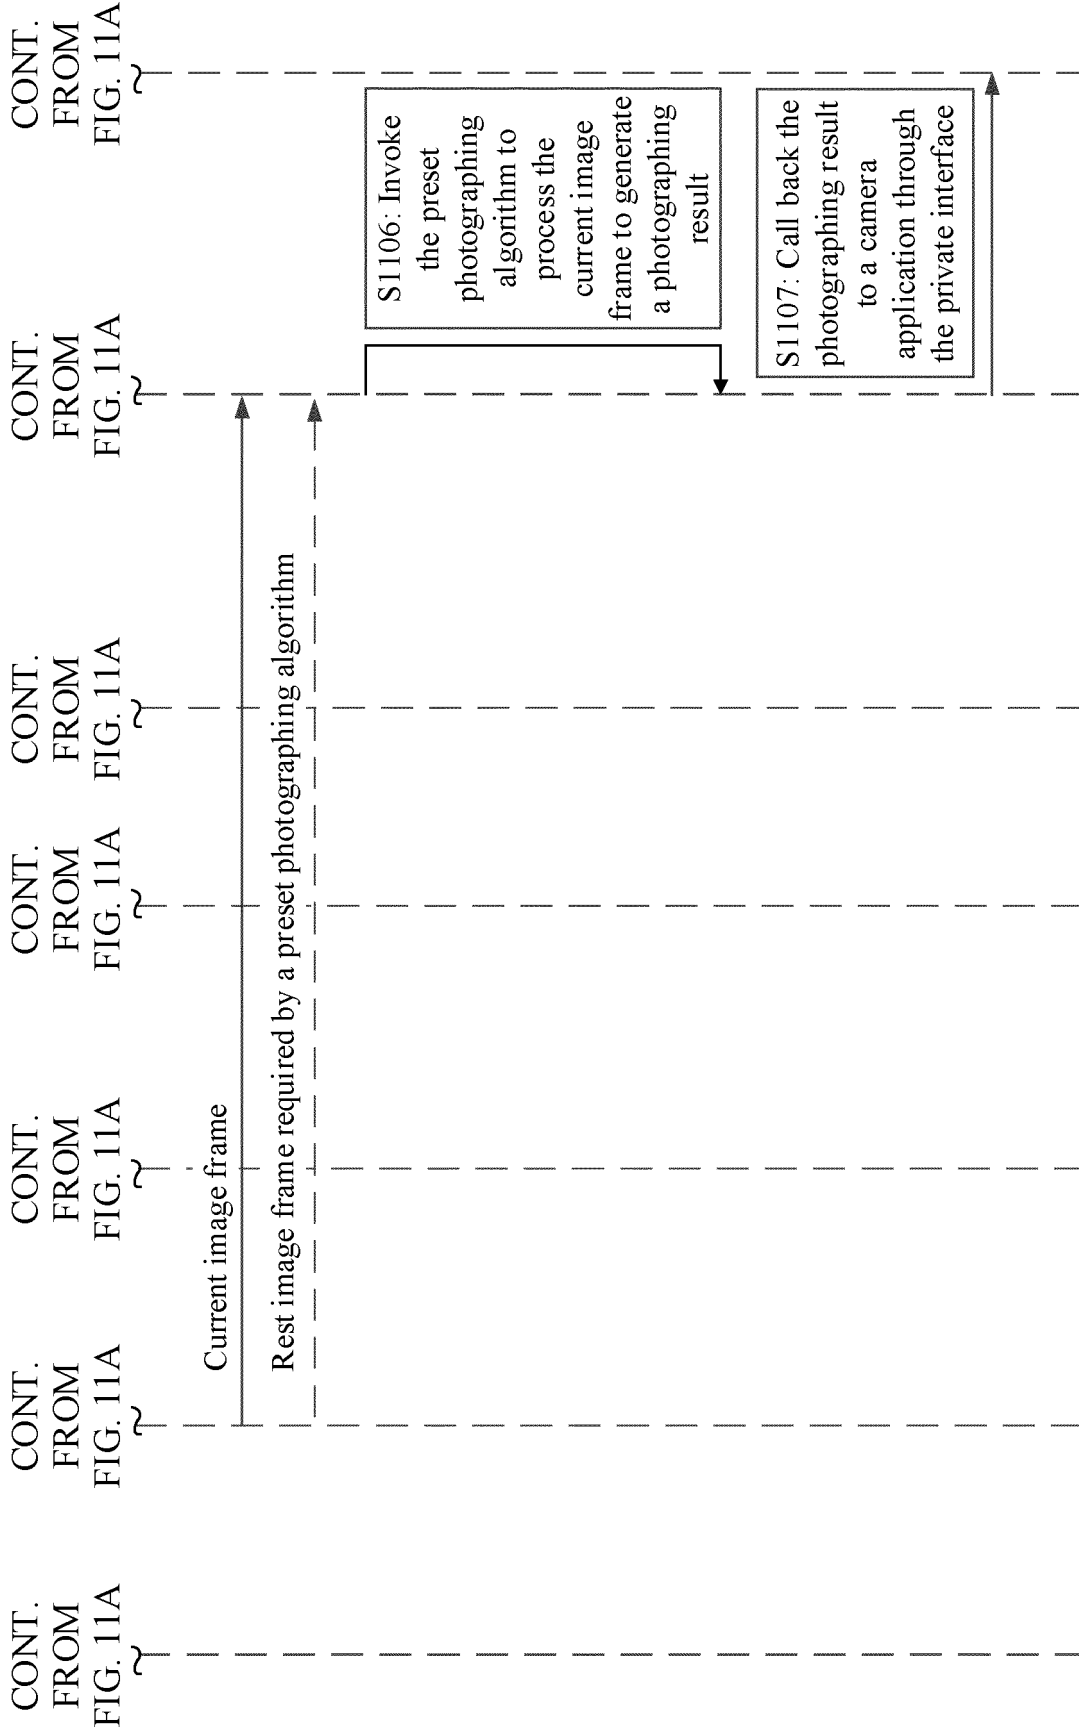 CONT.
FROM
FIG. 11A
CONT.
FROM
FIG. 11A
CONT.
FROM
FIG. 11A
CONT.
FROM
FIG. 11A
CONT.
FROM
FIG. 11A
CONT.
FROM
FIG. 11A
CONT.
FROM
FIG. 11A
Current image frame
Rest image frame required by a preset photographing algorithm
S1106: Invoke
the preset
photographing
algorithm to
process the
current image
frame to generate
a photographing
result
S1107: Call back the
photographing result
to a camera
application through
the private interface